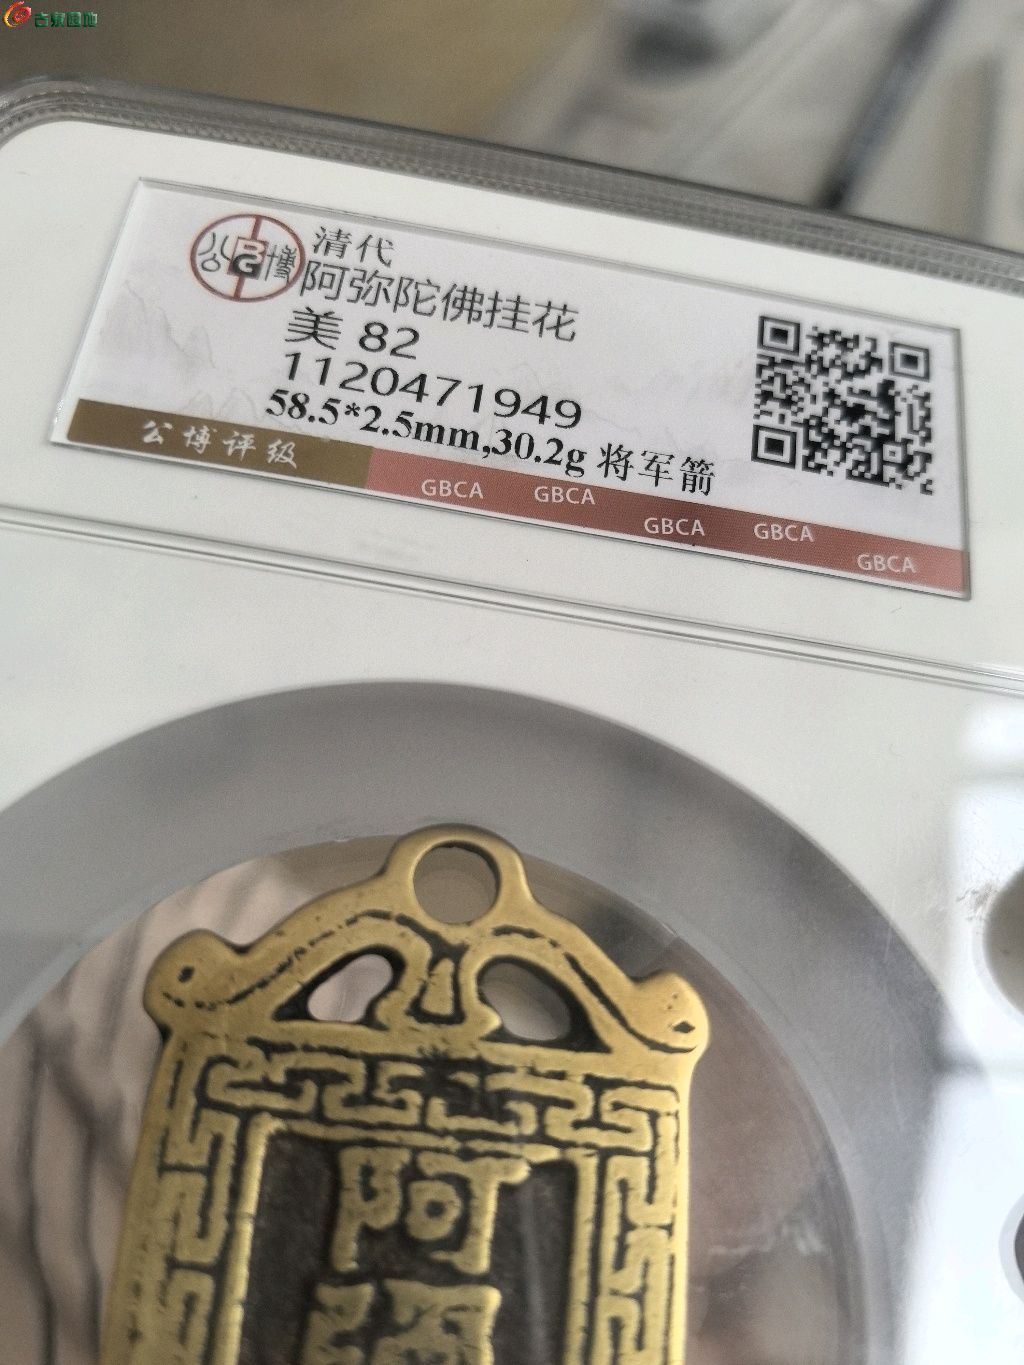 古泉园地
公博
BG
清代
阿弥陀佛挂花
美 82
1120471949
58.5*2.5mm,30.2g 将军箭
公博评级
GBCA GBCA GBCA GBCA GBCA
阿